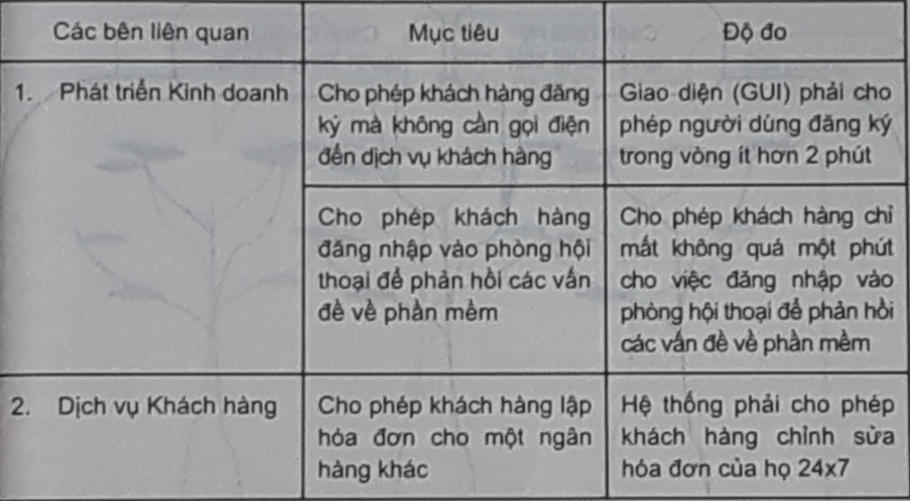 Các bên liên quan
Mục tiêu
Độ đo
1. Phát triển Kinh doanh
Cho phép khách hàng đăng
ký mà không cần gọi điện
đến dịch vụ khách hàng
Giao diện (GUI) phải cho
phép người dùng đăng ký
trong vòng ít hơn 2 phút
Cho phép khách hàng
đăng nhập vào phòng hội
thoại để phản hồi các vấn
đề về phần mềm
Cho phép khách hàng chỉ
mất không quá một phút
cho việc đăng nhập vào
phòng hội thoại để phản hồi
các vấn đề về phần mềm
2. Dịch vụ Khách hàng
Cho phép khách hàng lập
hóa đơn cho một ngân
hàng khác
Hệ thống phải cho phép
khách hàng chỉnh sửa
hóa đơn của họ 24x7